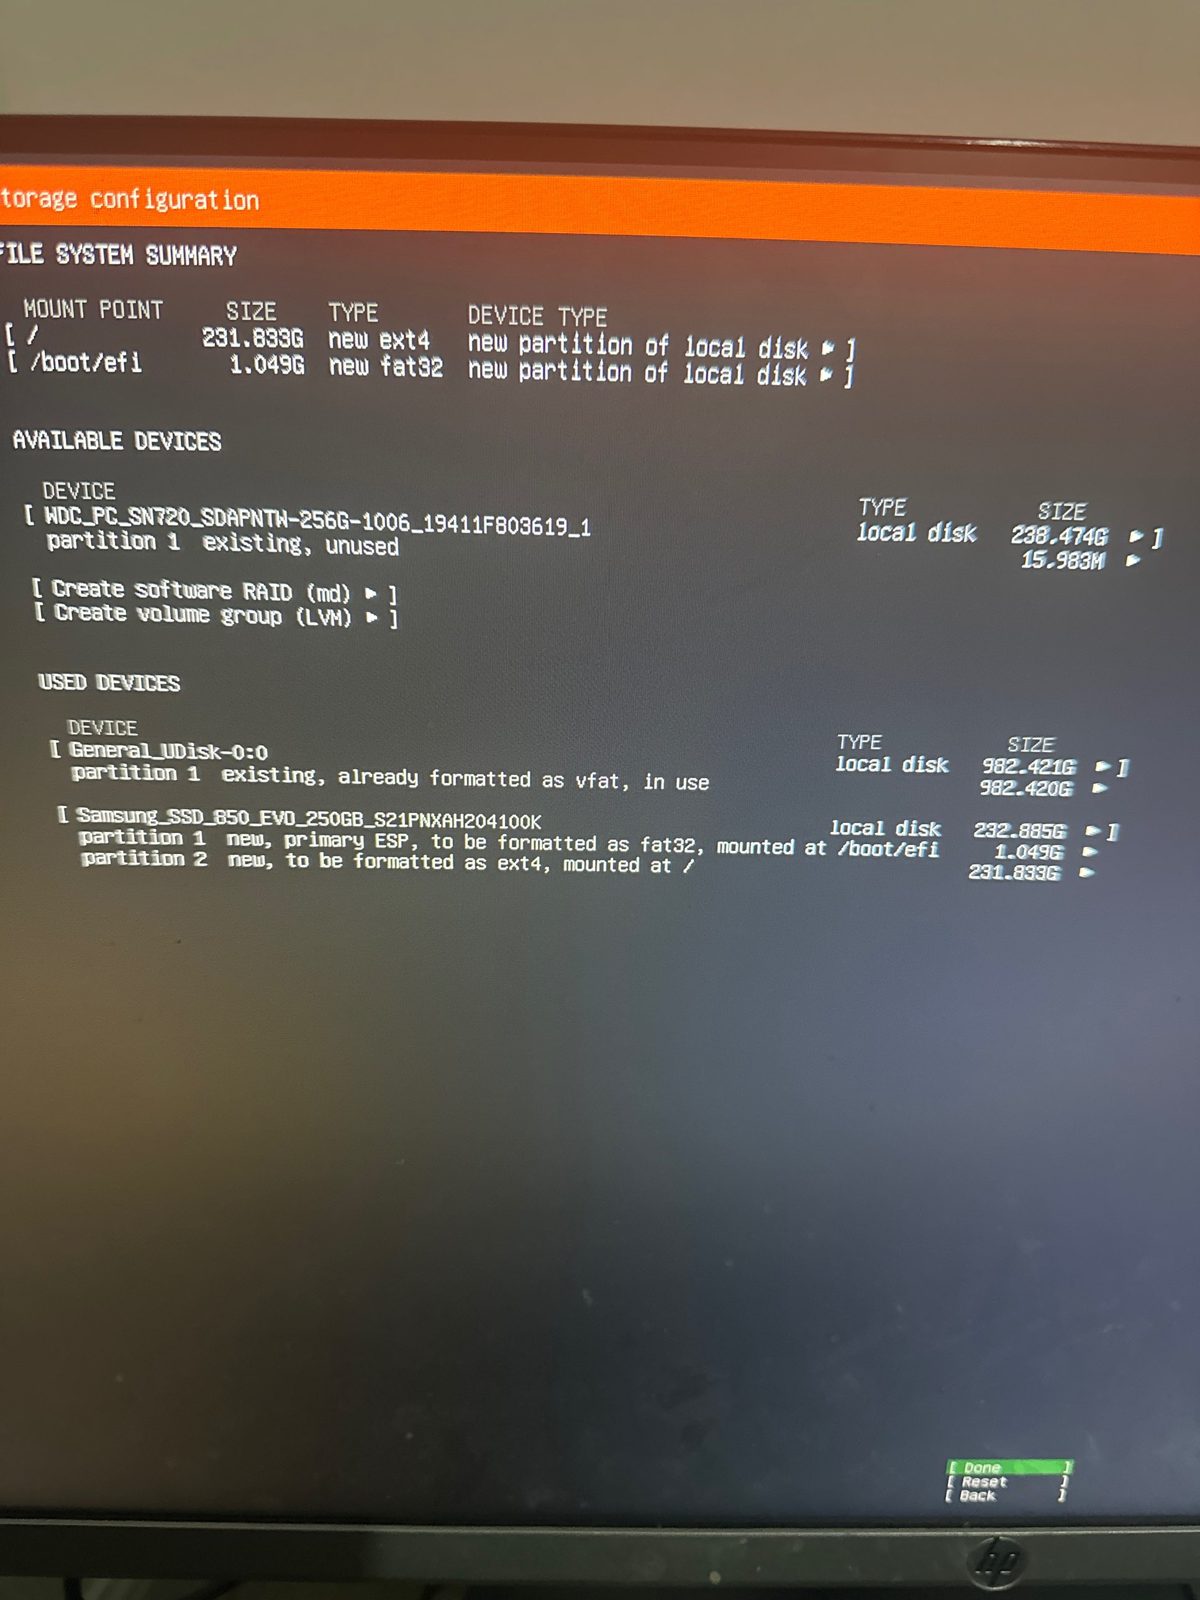 torage configuration
FILE SYSTEM SUMMARY
MOUNT POINT SIZE TYPE DEVICE TYPE
[ / 231.833G new ext4 new partition of local disk ▸ ]
[ /boot/efi 1.049G new fat32 new partition of local disk ▸ ]
AVAILABLE DEVICES
DEVICE TYPE SIZE
[ WDC_PC_SN720_SDAPNTW-256G-1006_19411F803619_1 local disk 238.474G ▸ ]
partition 1 existing, unused 15.983M ▸
[ Create software RAID (md) ▸ ]
[ Create volume group (LVM) ▸ ]
USED DEVICES
DEVICE TYPE SIZE
[ General_UDisk-0:0 local disk 982.421G ▸ ]
partition 1 existing, already formatted as vfat, in use 982.420G ▸
[ Samsung_SSD_850_EVO_250GB_S21PNXAH204100K local disk 232.885G ▸ ]
partition 1 new, primary ESP, to be formatted as fat32, mounted at /boot/efi 1.049G ▸
partition 2 new, to be formatted as ext4, mounted at / 231.833G ▸
[ Done ]
[ Reset ]
[ Back ]
hp